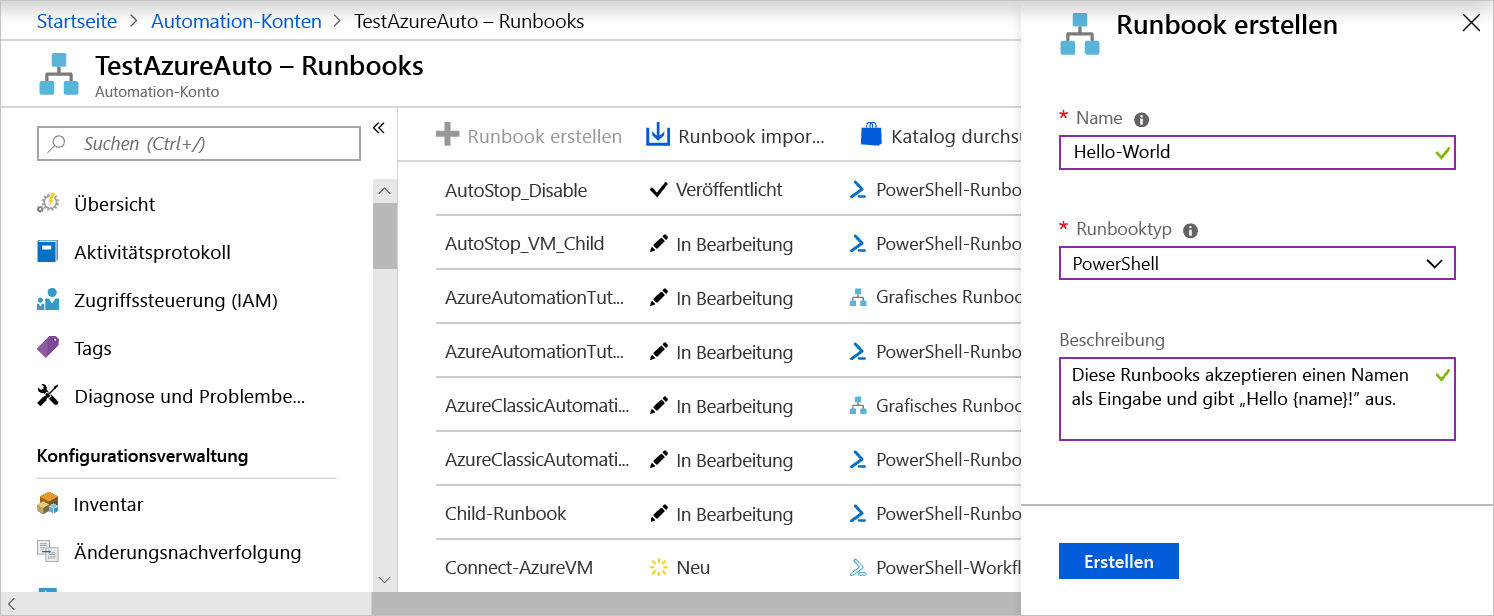 Startseite > Automation-Konten > TestAzureAuto – Runbooks
TestAzureAuto – Runbooks
Automation-Konto
Suchen (Ctrl+/)
«
Übersicht
Aktivitätsprotokoll
Zugriffssteuerung (IAM)
Tags
Diagnose und Problembe...
Konfigurationsverwaltung
Inventar
Änderungsnachverfolgung
Runbook erstellen Runbook impor... Katalog durchsu
AutoStop_Disable Veröffentlicht PowerShell-Runbo
AutoStop_VM_Child In Bearbeitung PowerShell-Runbo
AzureAutomationTut... In Bearbeitung Grafisches Runboo
AzureAutomationTut... In Bearbeitung PowerShell-Runbo
AzureClassicAutomati... In Bearbeitung Grafisches Runboo
AzureClassicAutomati... In Bearbeitung PowerShell-Runbo
Child-Runbook In Bearbeitung PowerShell-Runbo
Connect-AzureVM Neu PowerShell-Workfl
Runbook erstellen
* Name
Hello-World
* Runbooktyp
PowerShell
Beschreibung
Diese Runbooks akzeptieren einen Namen
als Eingabe und gibt „Hello {name}!” aus.
Erstellen